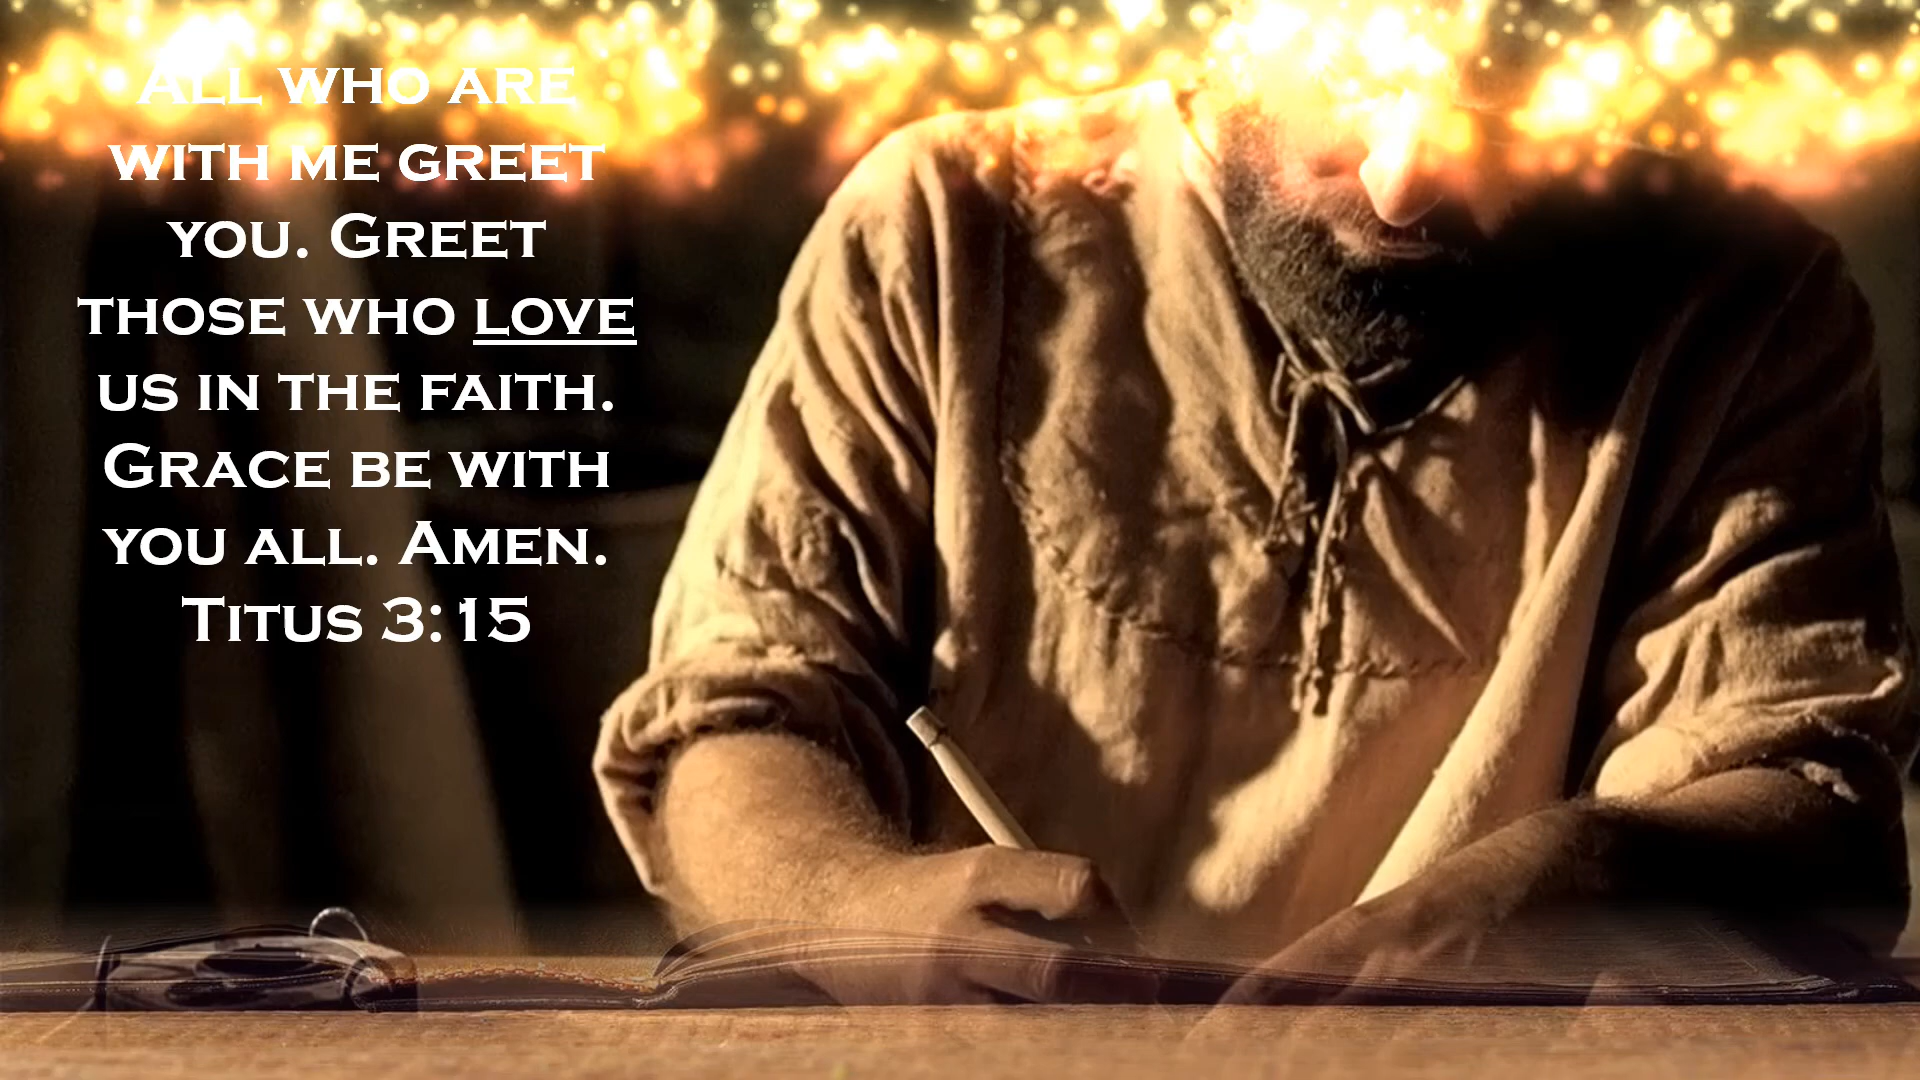 All who are
with me greet
you. Greet
those who love
us in the faith.
Grace be with
you all. Amen.
Titus 3:15